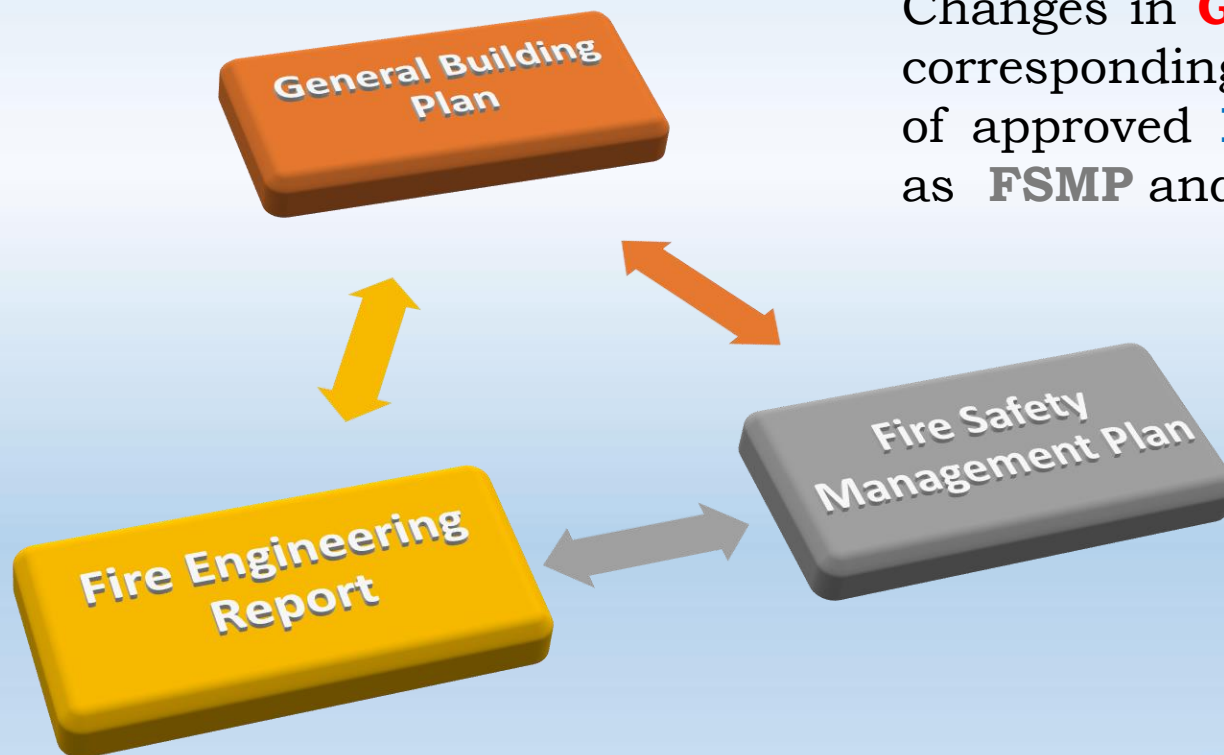 Changes in
corresponding
of approved
as FSMP and
General Building
Plan
Fire Safety
Management Plan
Fire Engineering
Report